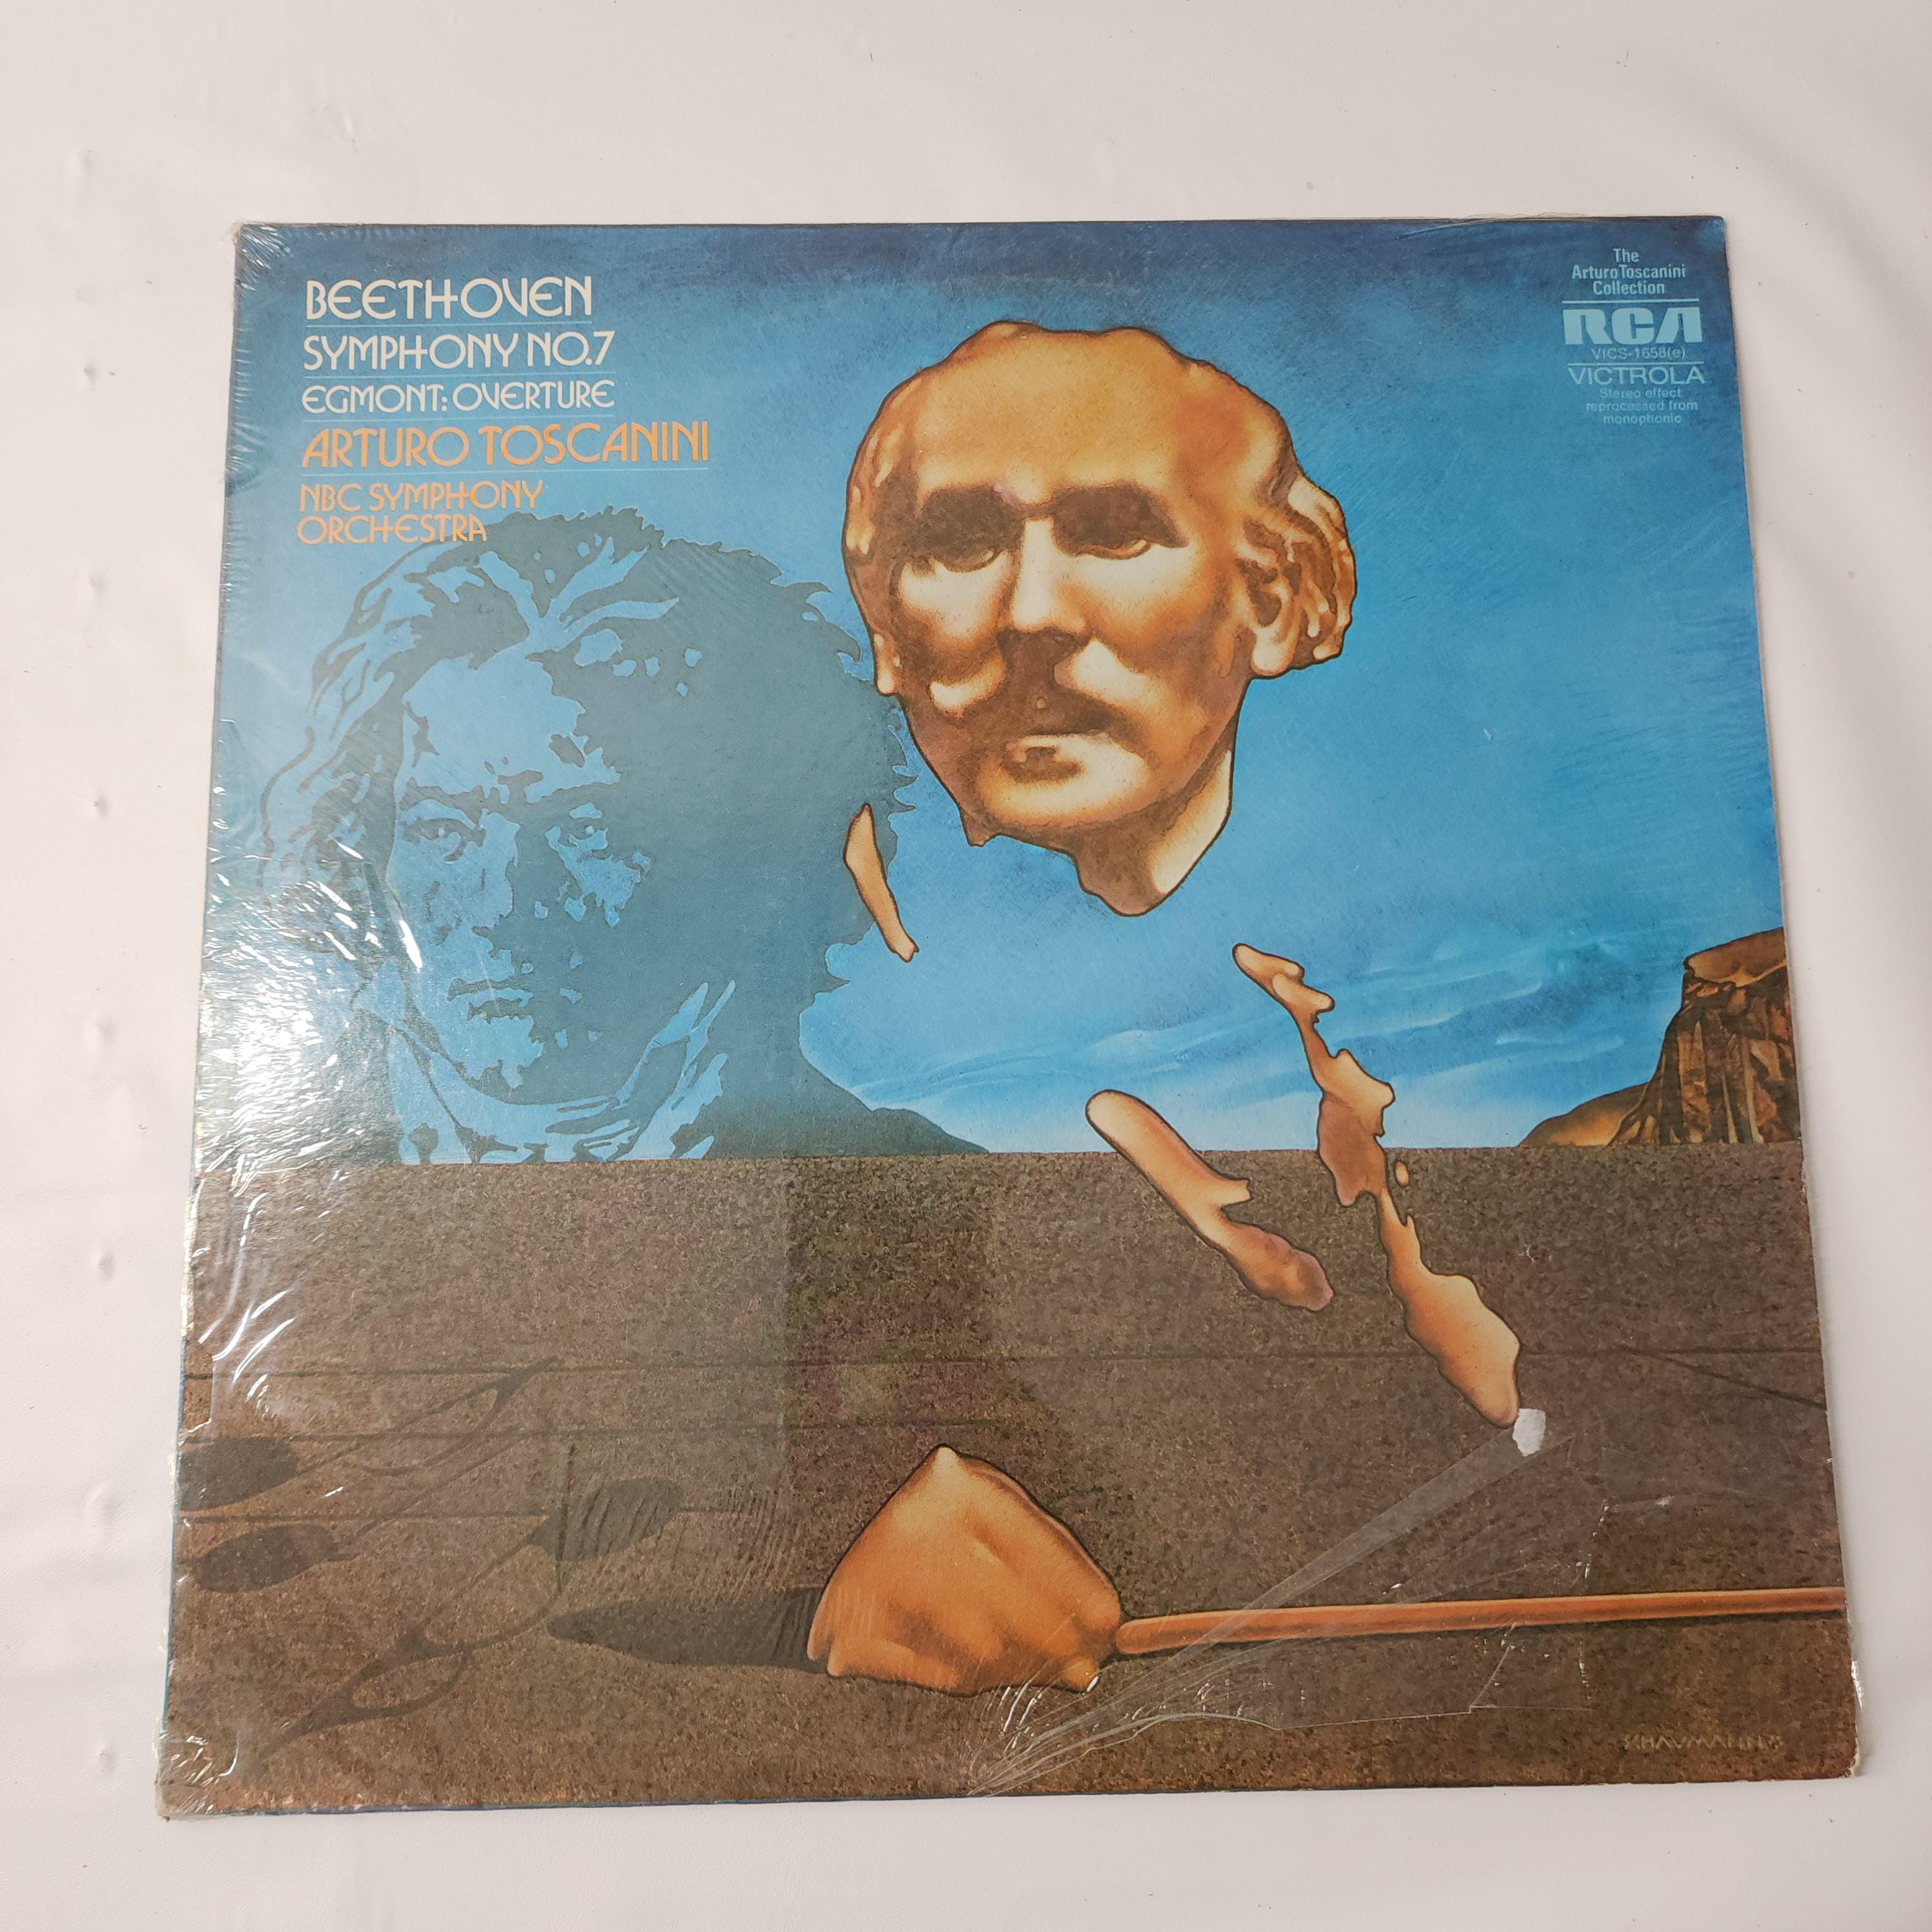 BEETHOVEN
SYMPHONY NO.7
EGMONT: OVERTURE
ARTURO TOSCANINI
NBC SYMPHONY
ORCHESTRA
The
Arturo Toscanini
Collection
RCA
VICS-1658(e)
VICTROLA
Stereo effect
reprocessed from
monophonic
SCHAUMANN